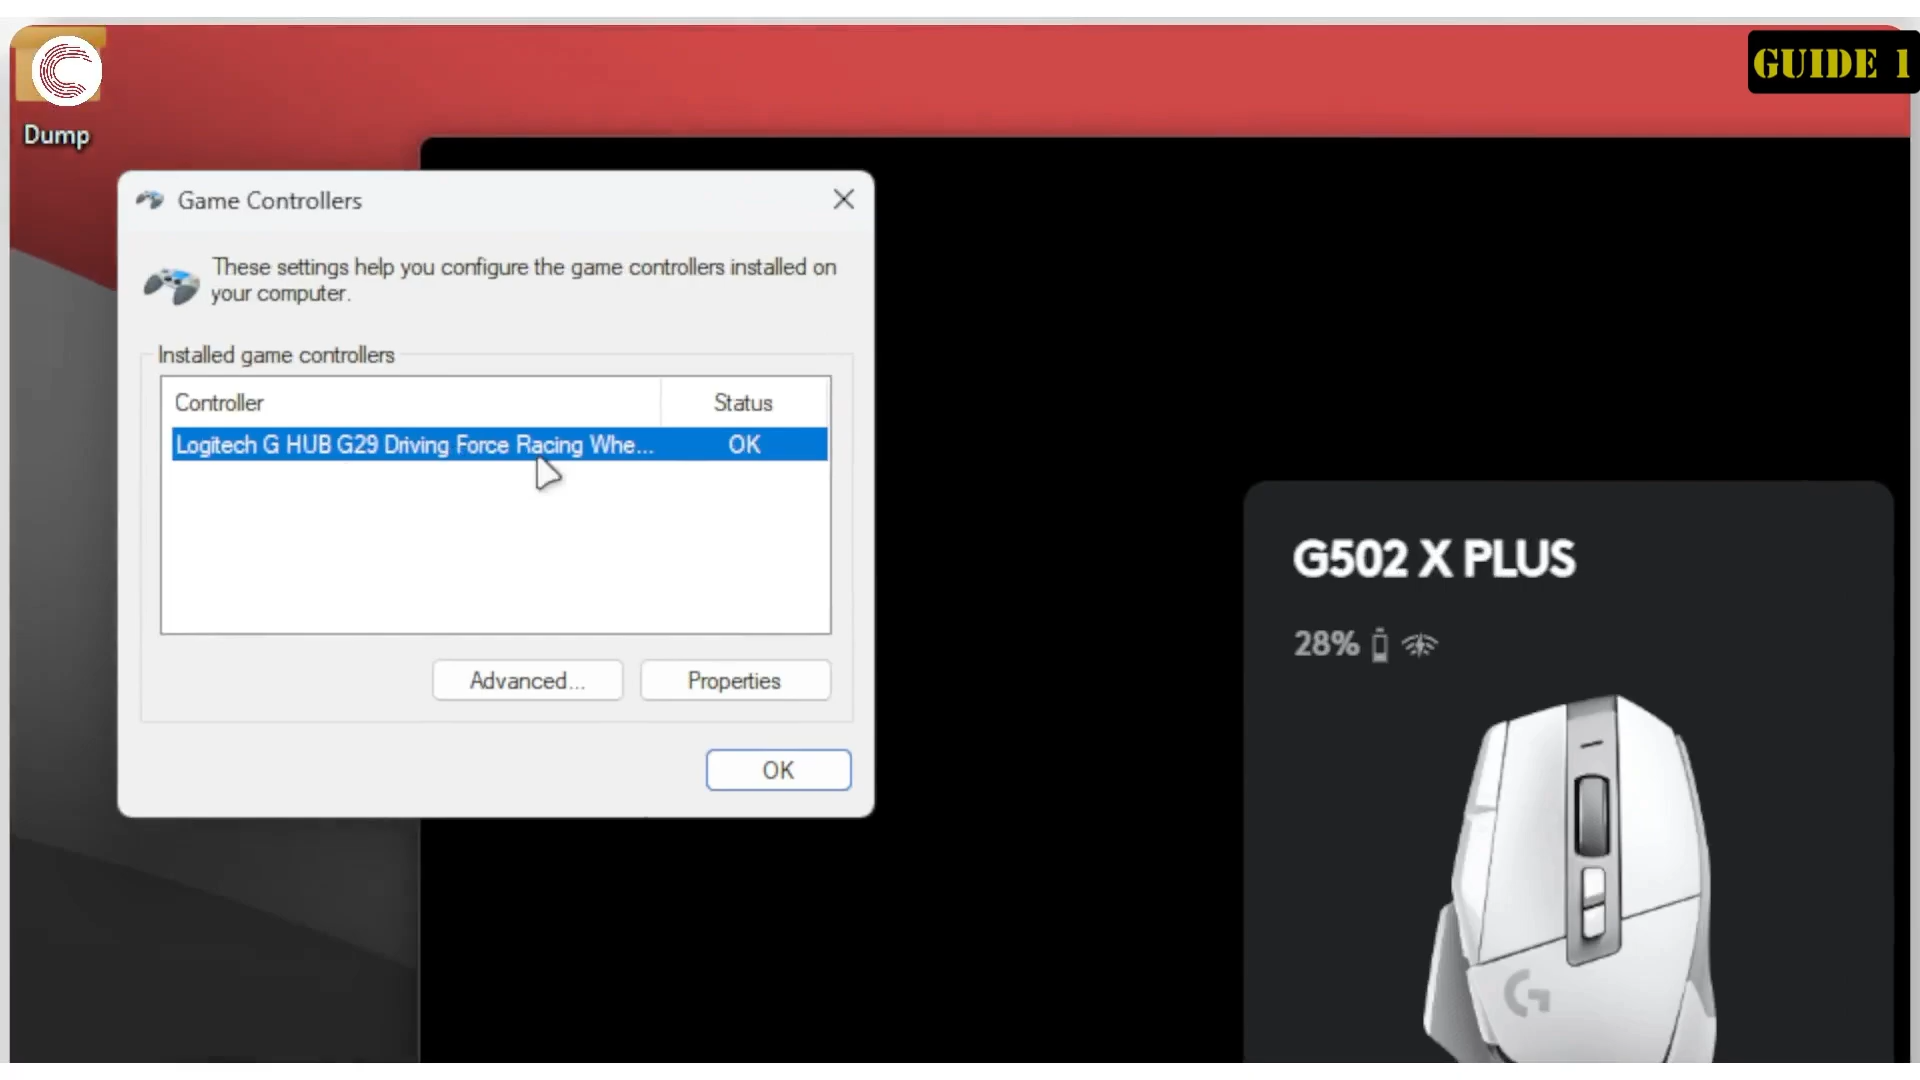 GUIDE 1
Dump
Game Controllers
These settings help you configure the game controllers installed on
your computer.
Installed game controllers
Controller Status
Logitech G HUB G29 Driving Force Racing Whe... OK
Advanced... Properties
OK
G502 X PLUS
28%